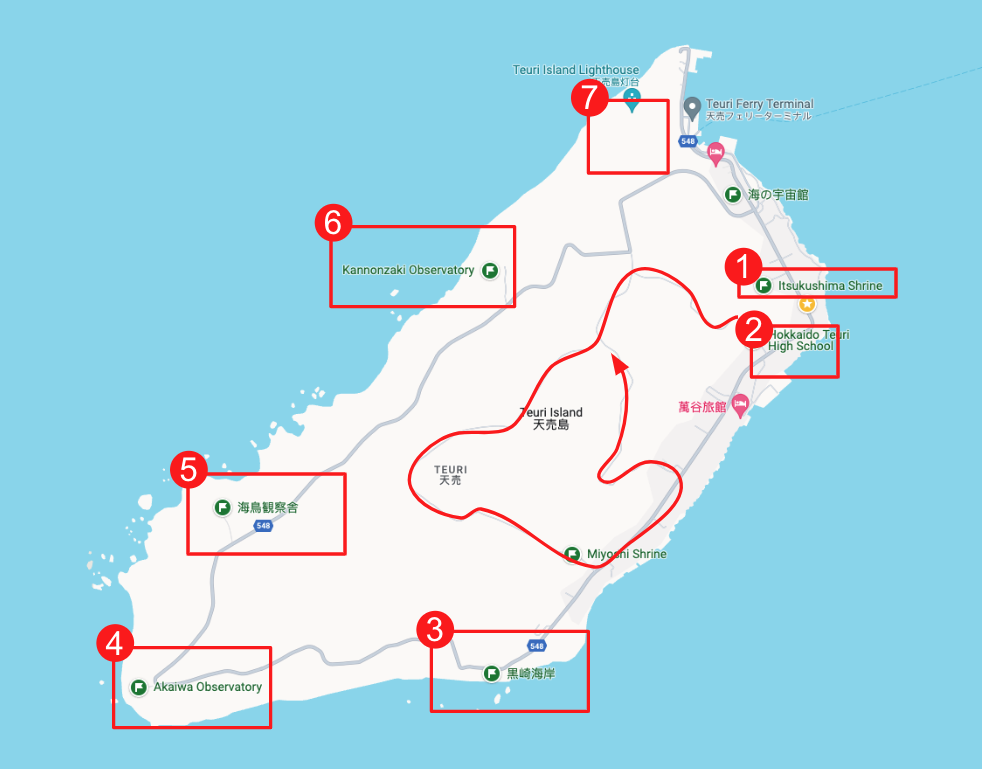 Teuri Island Lighthouse
売島灯台
7
Teuri Ferry Terminal
天売フェリーターミナル
548
海の宇宙館
6
Kannonzaki Observatory
1
Itsukushima Shrine
2
Hokkaido Teuri
High School
萬谷旅館
Teuri Island
天売島
TEURI
天売
5
海鳥観察舎
548
Miyoshi Shrine
3
548
黒崎海岸
4
Akaiwa Observatory